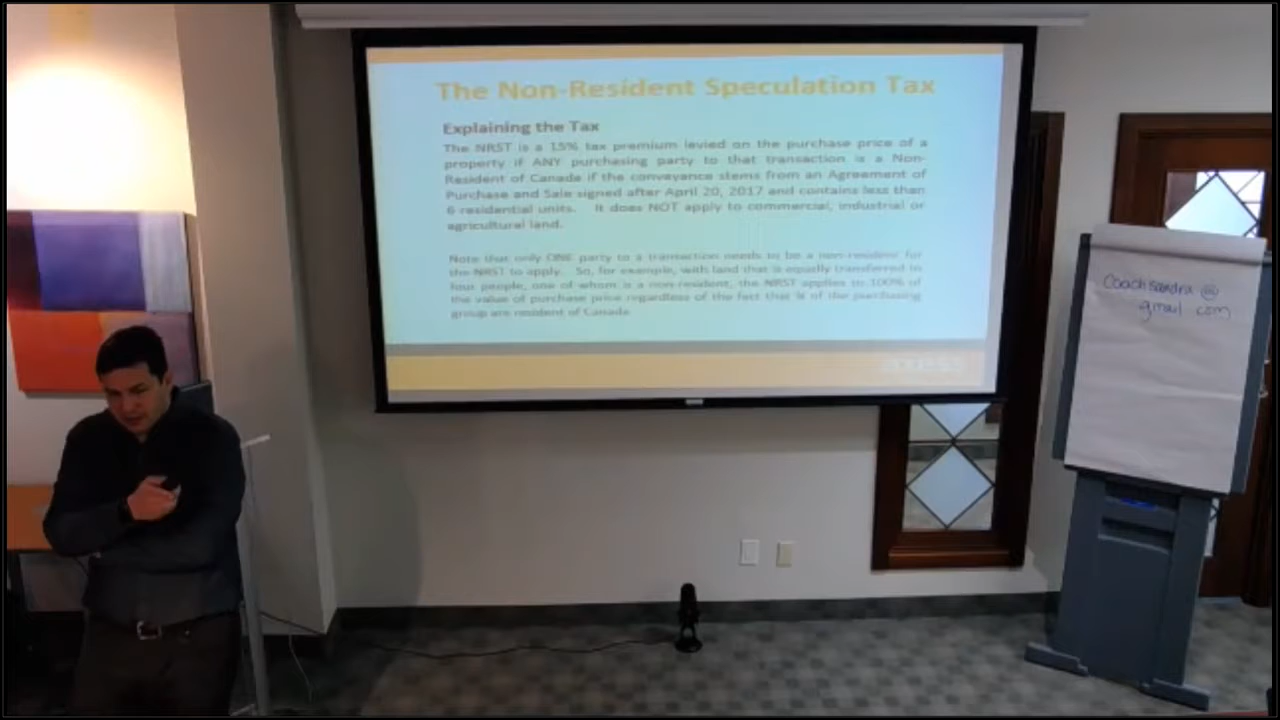 The Non-Resident Speculation Tax
Explaining the Tax
The NRST is a 15% tax premium levied on the purchase price of a
property if ANY purchasing party to that transaction is a Non-
Resident of Canada if the conveyance stems from an Agreement of
Purchase and Sale signed after April 20, 2017 and contains less than
6 residential units. It does NOT apply to commercial, industrial or
agricultural land.
Note that only ONE party to a transaction needs to be a non-resident for
the NRST to apply. So, for example, with land that is equally transferred to
four people, one of whom is a non-resident, the NRST applies to 100% of
the value of purchase price regardless of the fact that of the purchasing
group are resident of Canada
Coachsandra @
gmail com